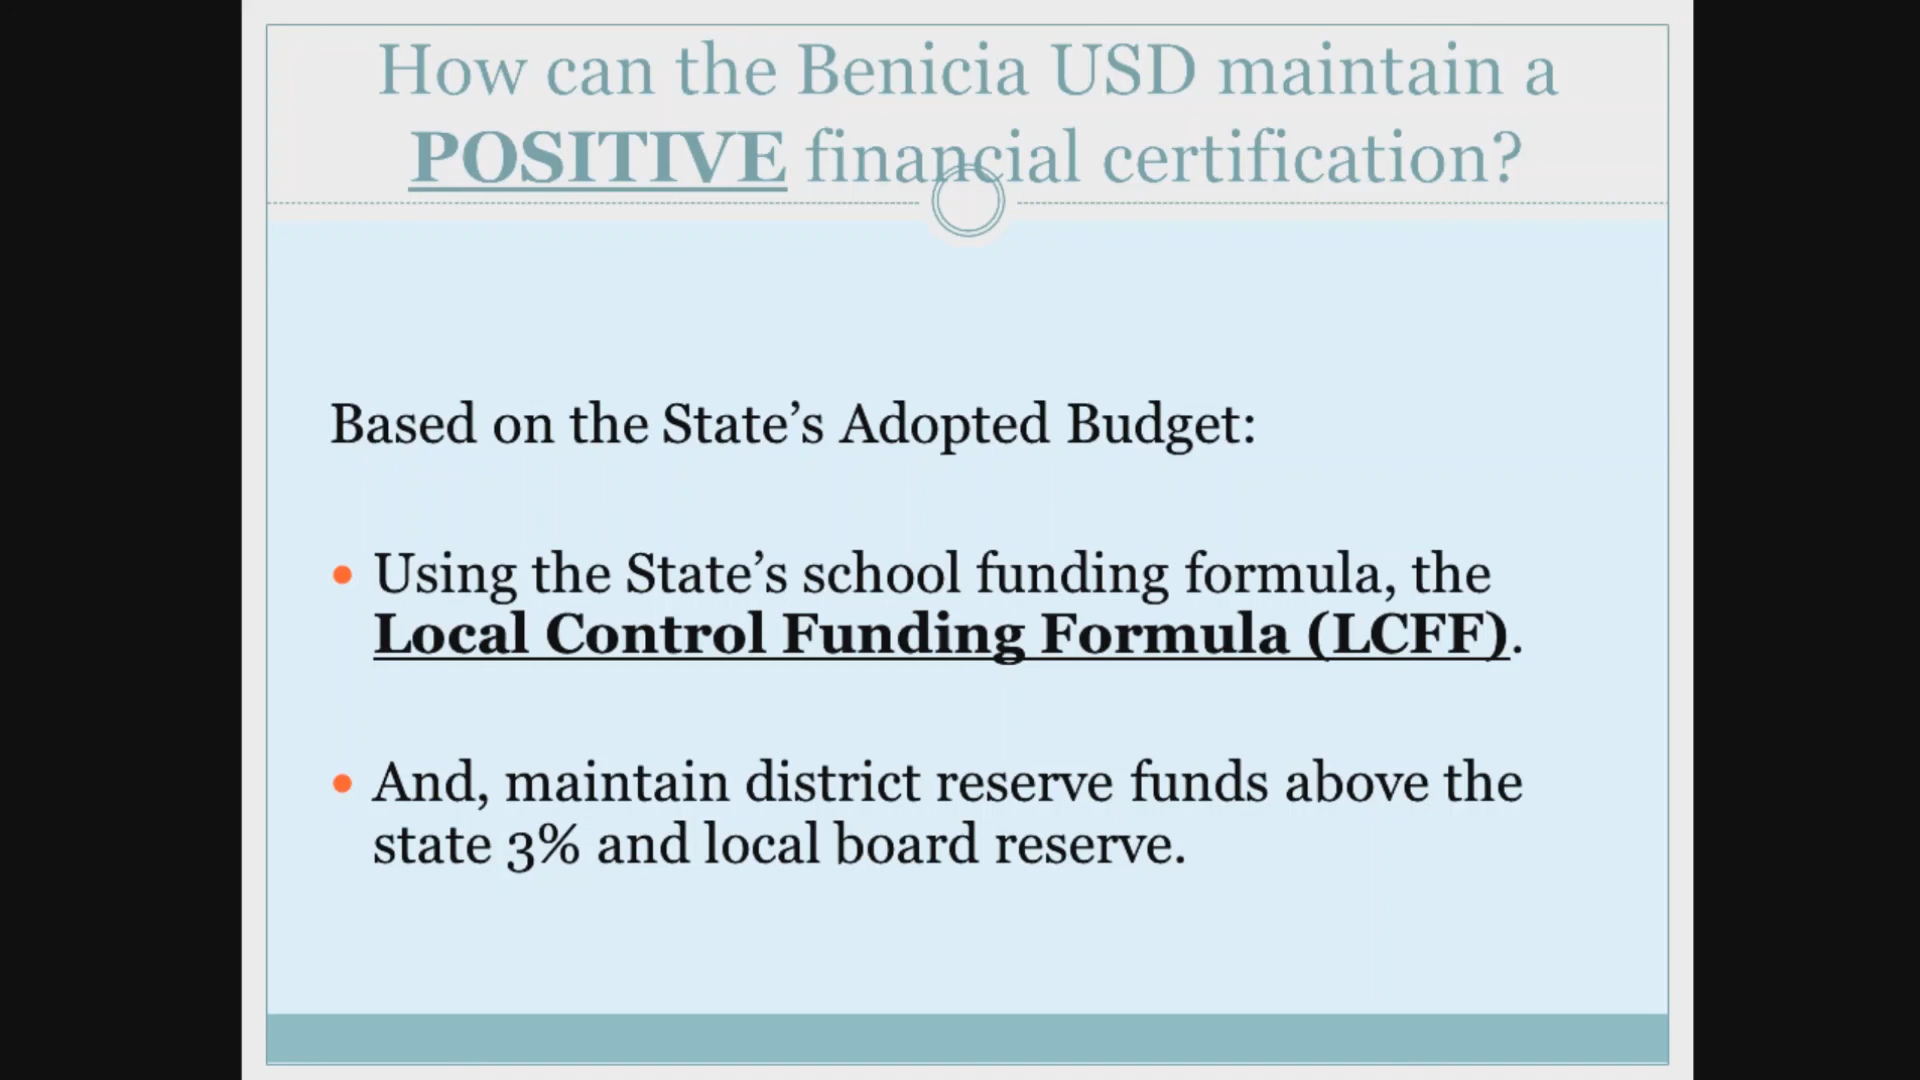 How can the Benicia USD maintain a
POSITIVE financial certification?
Based on the State’s Adopted Budget:
• Using the State’s school funding formula, the
Local Control Funding Formula (LCFF).
• And, maintain district reserve funds above the
state 3% and local board reserve.